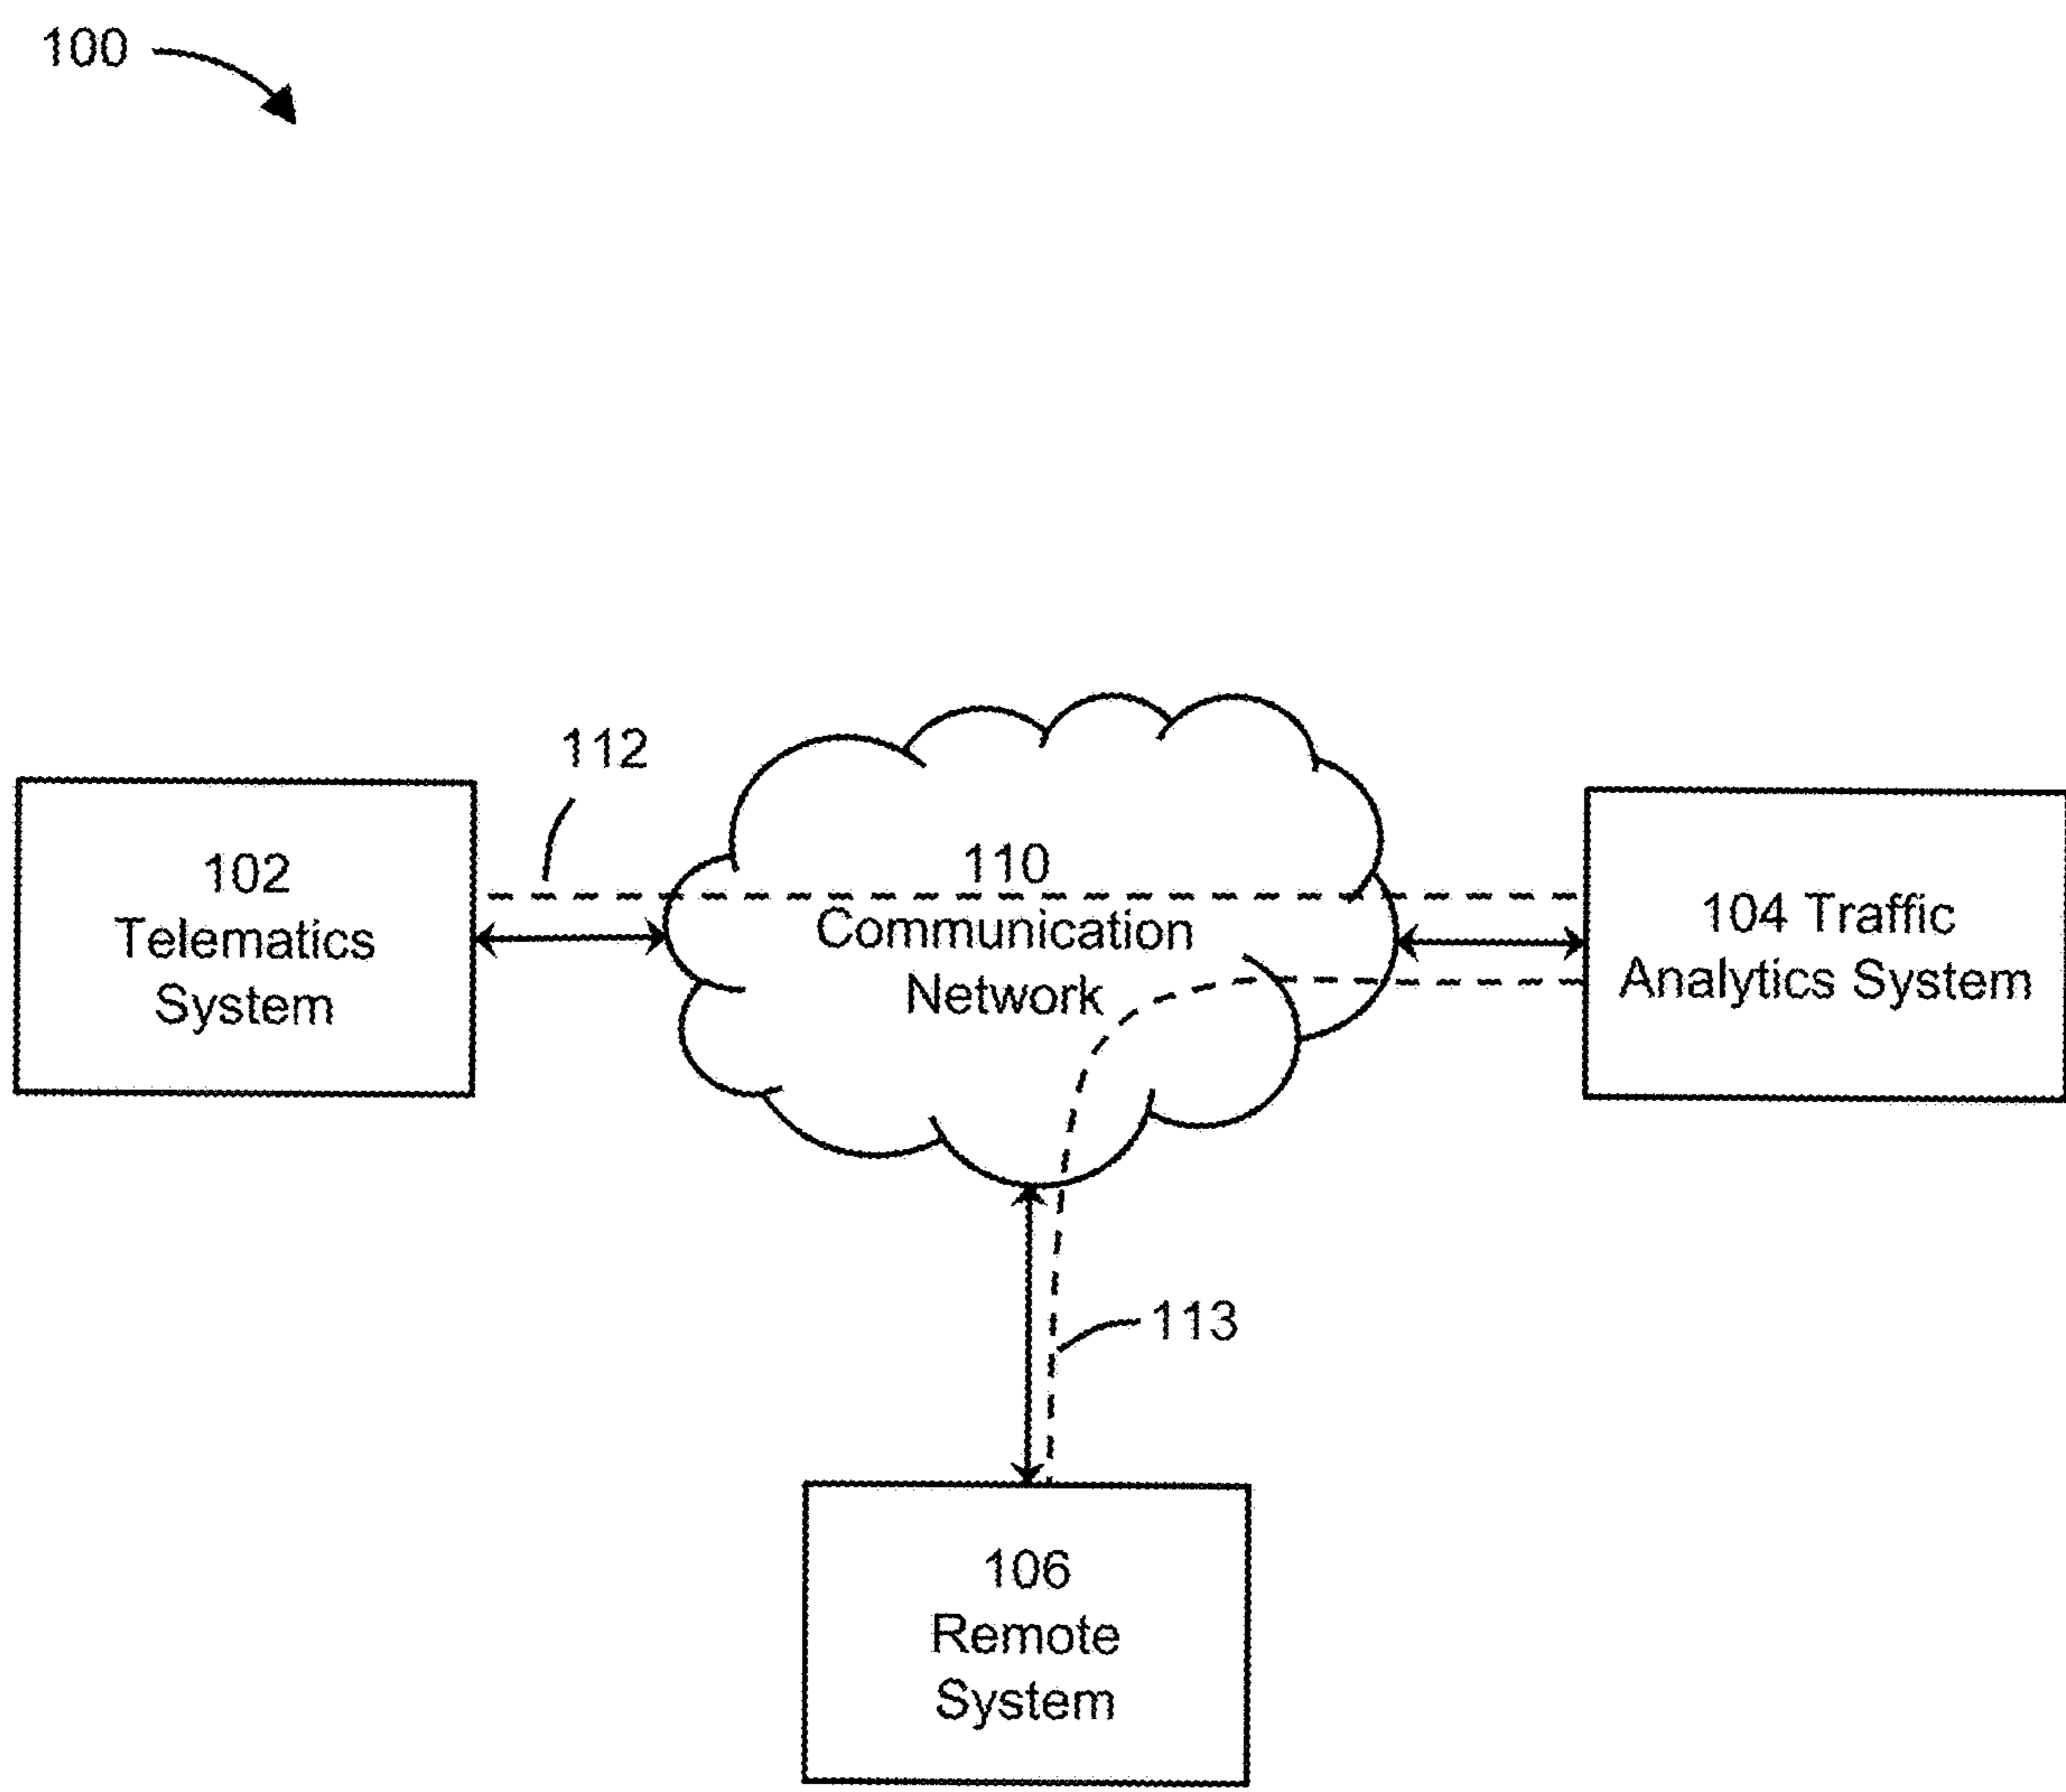 100
112
102
Telematics
System
110
Communication
Network
104 Traffic
Analytics System
113
106
Remote
System